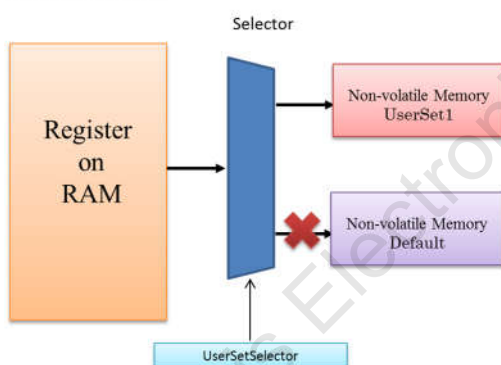 Selector
Register
on
RAM
Non-volatile Memory
UserSet1
Non-volatile Memory
Default
UserSetSelector